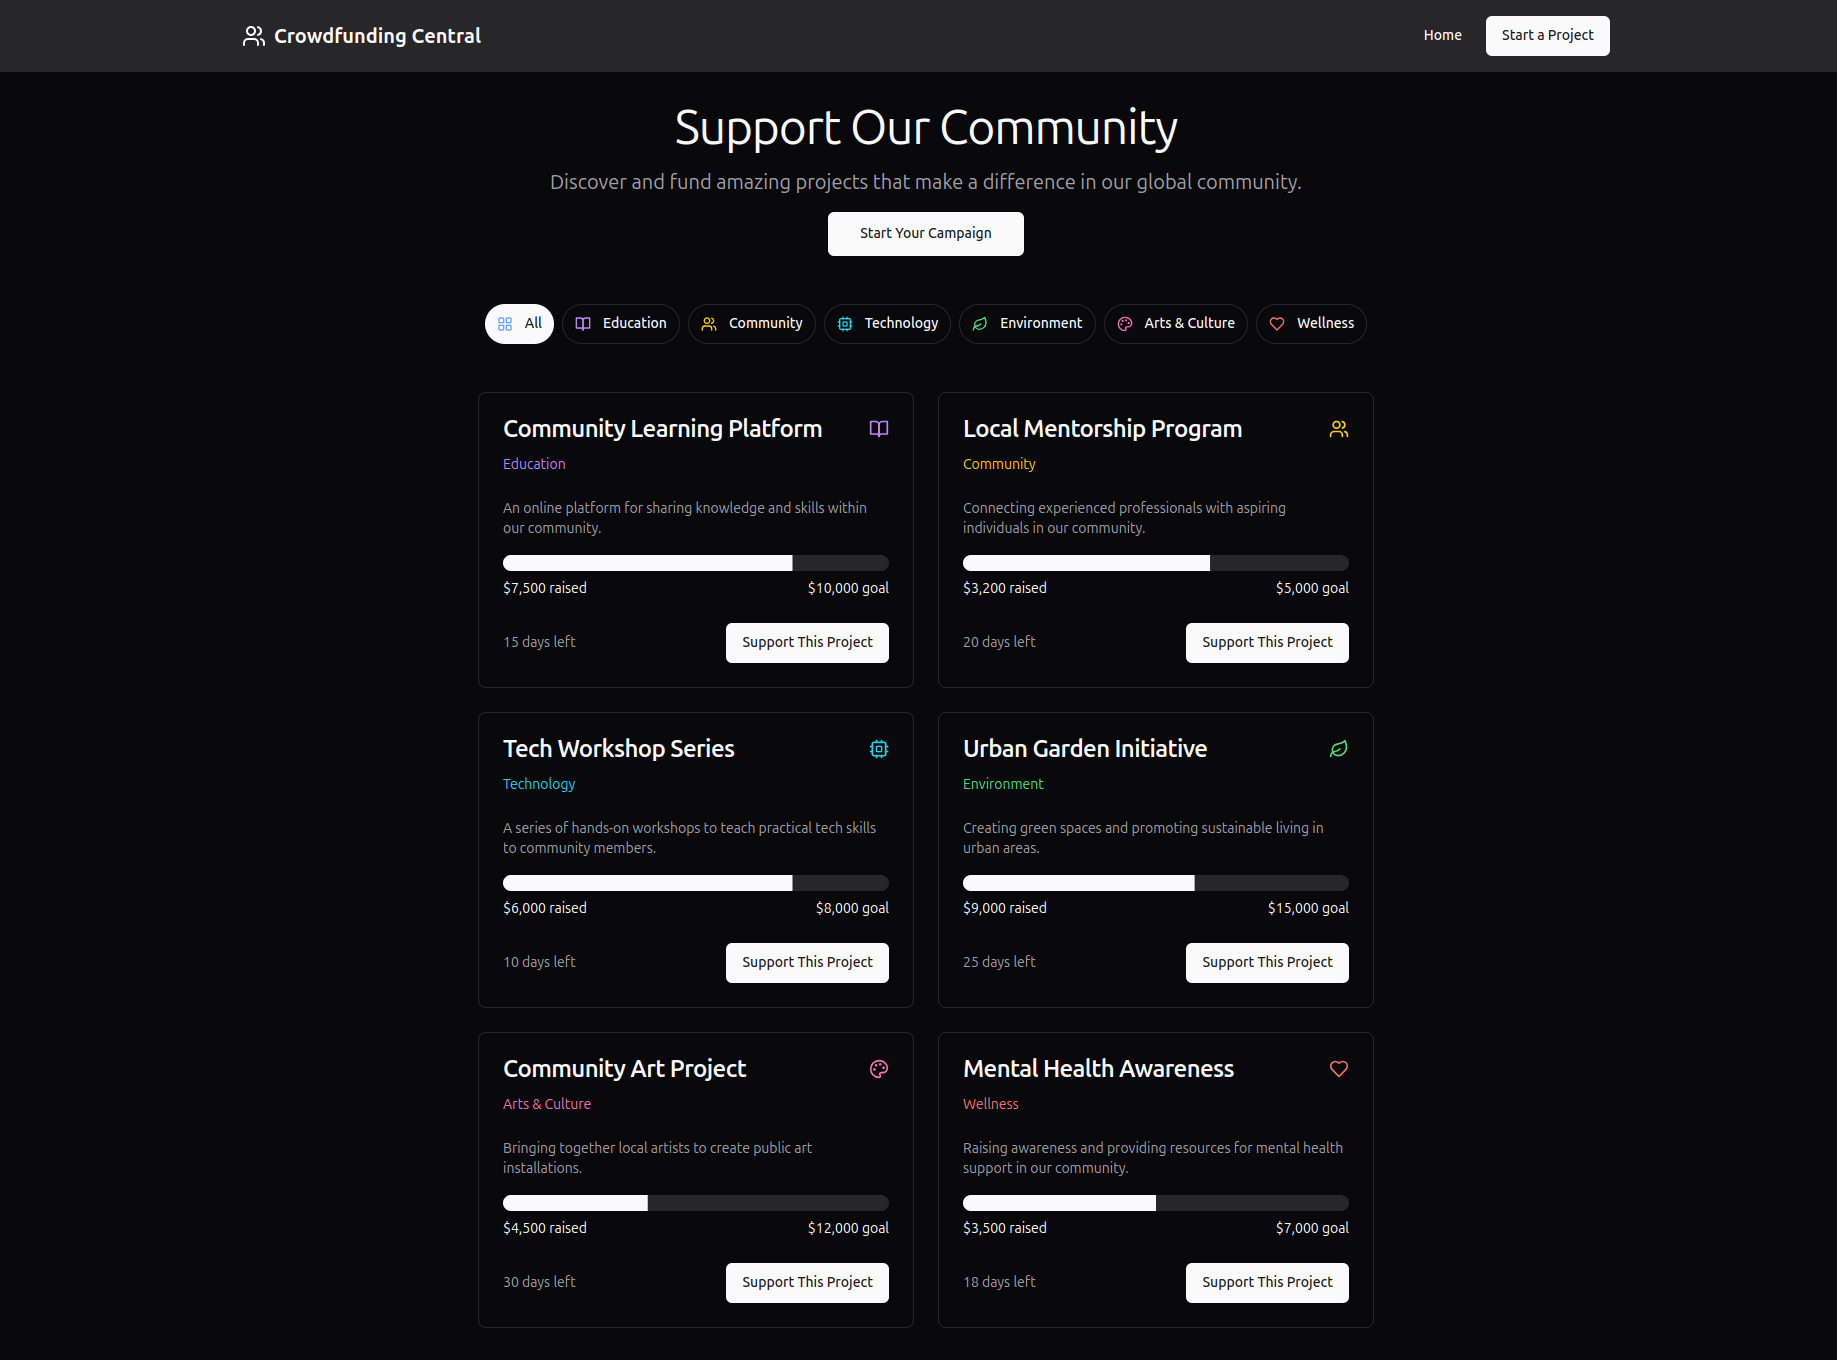 Crowdfunding Central
Home
Start a Project
Support Our Community
Discover and fund amazing projects that make a difference in our global community.
Start Your Campaign
All
Education
Community
Technology
Environment
Arts & Culture
Wellness
Community Learning Platform
Education
An online platform for sharing knowledge and skills within
our community.
$7,500 raised
$10,000 goal
15 days left
Support This Project
Local Mentorship Program
Community
Connecting experienced professionals with aspiring
individuals in our community.
$3,200 raised
$5,000 goal
20 days left
Support This Project
Tech Workshop Series
Technology
A series of hands-on workshops to teach practical tech skills
to community members.
$6,000 raised
$8,000 goal
10 days left
Support This Project
Urban Garden Initiative
Environment
Creating green spaces and promoting sustainable living in
urban areas.
$9,000 raised
$15,000 goal
25 days left
Support This Project
Community Art Project
Arts & Culture
Bringing together local artists to create public art
installations.
$4,500 raised
$12,000 goal
30 days left
Support This Project
Mental Health Awareness
Wellness
Raising awareness and providing resources for mental health
support in our community.
$3,500 raised
$7,000 goal
18 days left
Support This Project